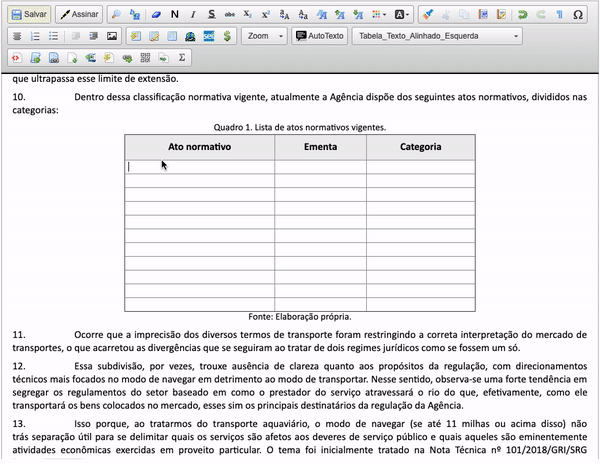 Salvar Assinar N I S abc X₂ X² A
Zoom AutoTexto Tabela_Texto_Alinhado_Esquerda
que ultrapassa esse limite de extensão.
10. Dentro dessa classificação normativa vigente, atualmente a Agência dispõe dos seguintes atos normativos, divididos nas
categorias:
Quadro 1. Lista de atos normativos vigentes.
Ato normativo Ementa Categoria
Fonte: Elaboração própria.
11. Ocorre que a imprecisão dos diversos termos de transporte foram restringindo a correta interpretação do mercado de
transportes, o que acarretou as divergências que se seguiram ao tratar de dois regimes jurídicos como se fossem um só.
12. Essa subdivisão, por vezes, trouxe ausência de clareza quanto aos propósitos da regulação, com direcionamentos
técnicos mais focados no modo de navegar em detrimento ao modo de transportar. Nesse sentido, observa-se uma forte tendência em
segregar os regulamentos do setor baseado em como o prestador do serviço atravessará o rio do que, efetivamente, como ele
transportará os bens colocados no mercado, esses sim os principais destinatários da regulação da Agência.
13. Isso porque, ao tratarmos do transporte aquaviário, o modo de navegar (se até 11 milhas ou acima disso) não
trás separação útil para se delimitar quais os serviços são afetos aos deveres de serviço público e quais aqueles são eminentemente
atividades econômicas exercidas em proveito particular. O tema foi inicialmente tratado na Nota Técnica nº 101/2018/GRI/SRG